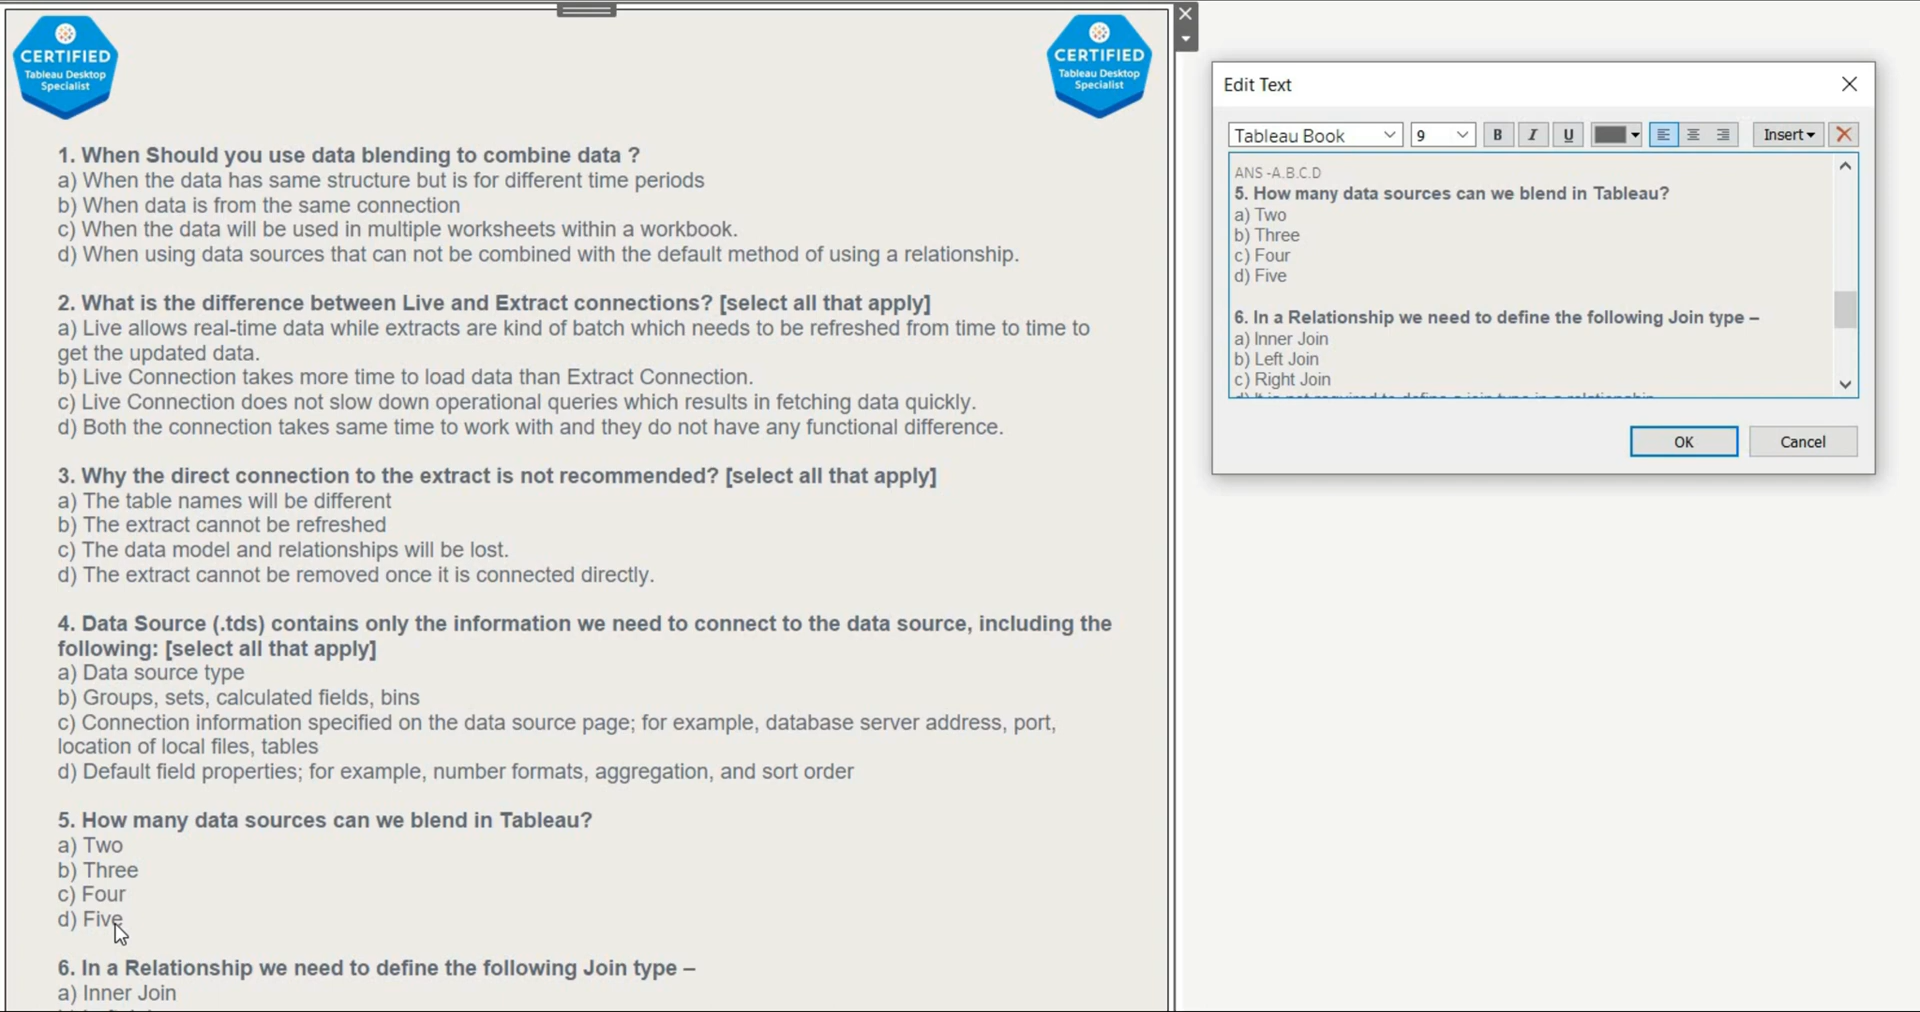 CERTIFIED
Tableau Desktop
Specialist
CERTIFIED
Tableau Desktop
Specialist
1. When Should you use data blending to combine data ?
a) When the data has same structure but is for different time periods
b) When data is from the same connection
c) When the data will be used in multiple worksheets within a workbook.
d) When using data sources that can not be combined with the default method of using a relationship.
2. What is the difference between Live and Extract connections? [select all that apply]
a) Live allows real-time data while extracts are kind of batch which needs to be refreshed from time to time to
get the updated data.
b) Live Connection takes more time to load data than Extract Connection.
c) Live Connection does not slow down operational queries which results in fetching data quickly.
d) Both the connection takes same time to work with and they do not have any functional difference.
3. Why the direct connection to the extract is not recommended? [select all that apply]
a) The table names will be different
b) The extract cannot be refreshed
c) The data model and relationships will be lost.
d) The extract cannot be removed once it is connected directly.
4. Data Source (.tds) contains only the information we need to connect to the data source, including the
following: [select all that apply]
a) Data source type
b) Groups, sets, calculated fields, bins
c) Connection information specified on the data source page; for example, database server address, port,
location of local files, tables
d) Default field properties; for example, number formats, aggregation, and sort order
5. How many data sources can we blend in Tableau?
a) Two
b) Three
c) Four
d) Five
6. In a Relationship we need to define the following Join type –
a) Inner Join
Edit Text
Tableau Book 9 B I U Insert
ANS -A.B.C.D
5. How many data sources can we blend in Tableau?
a) Two
b) Three
c) Four
d) Five
6. In a Relationship we need to define the following Join type –
a) Inner Join
b) Left Join
c) Right Join
d) It is not required to define a join type in a relationship
OK Cancel